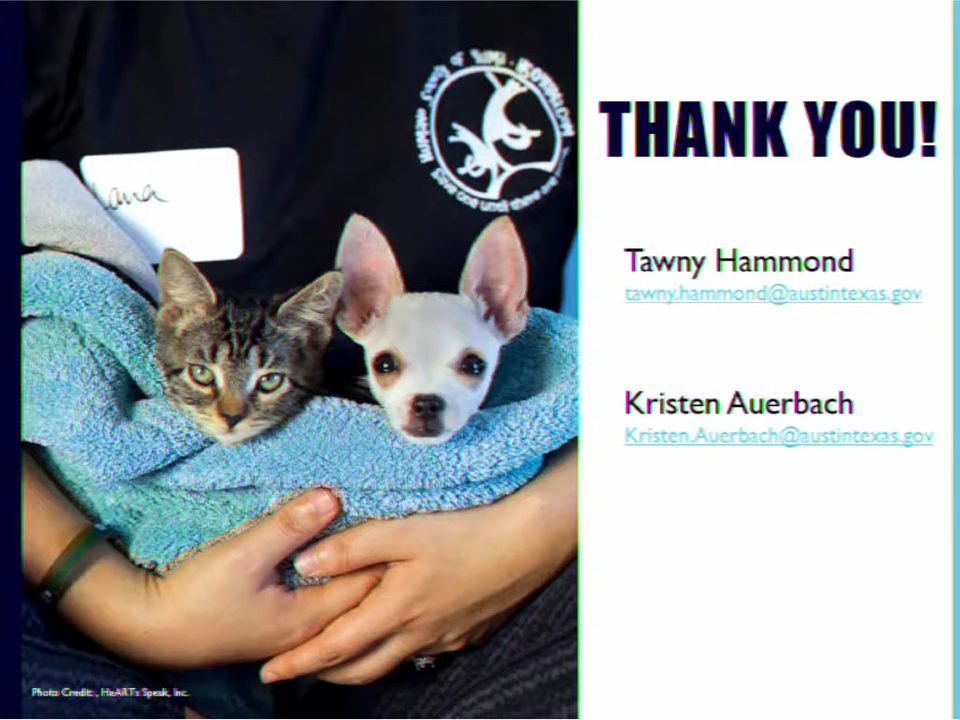 THANK YOU!
Tawny Hammond
tawny.hammond@austintexas.gov
Kristen Auerbach
Kristen.Auerbach@austintexas.gov
Photo Credit: , HeARTs Speak, Inc.